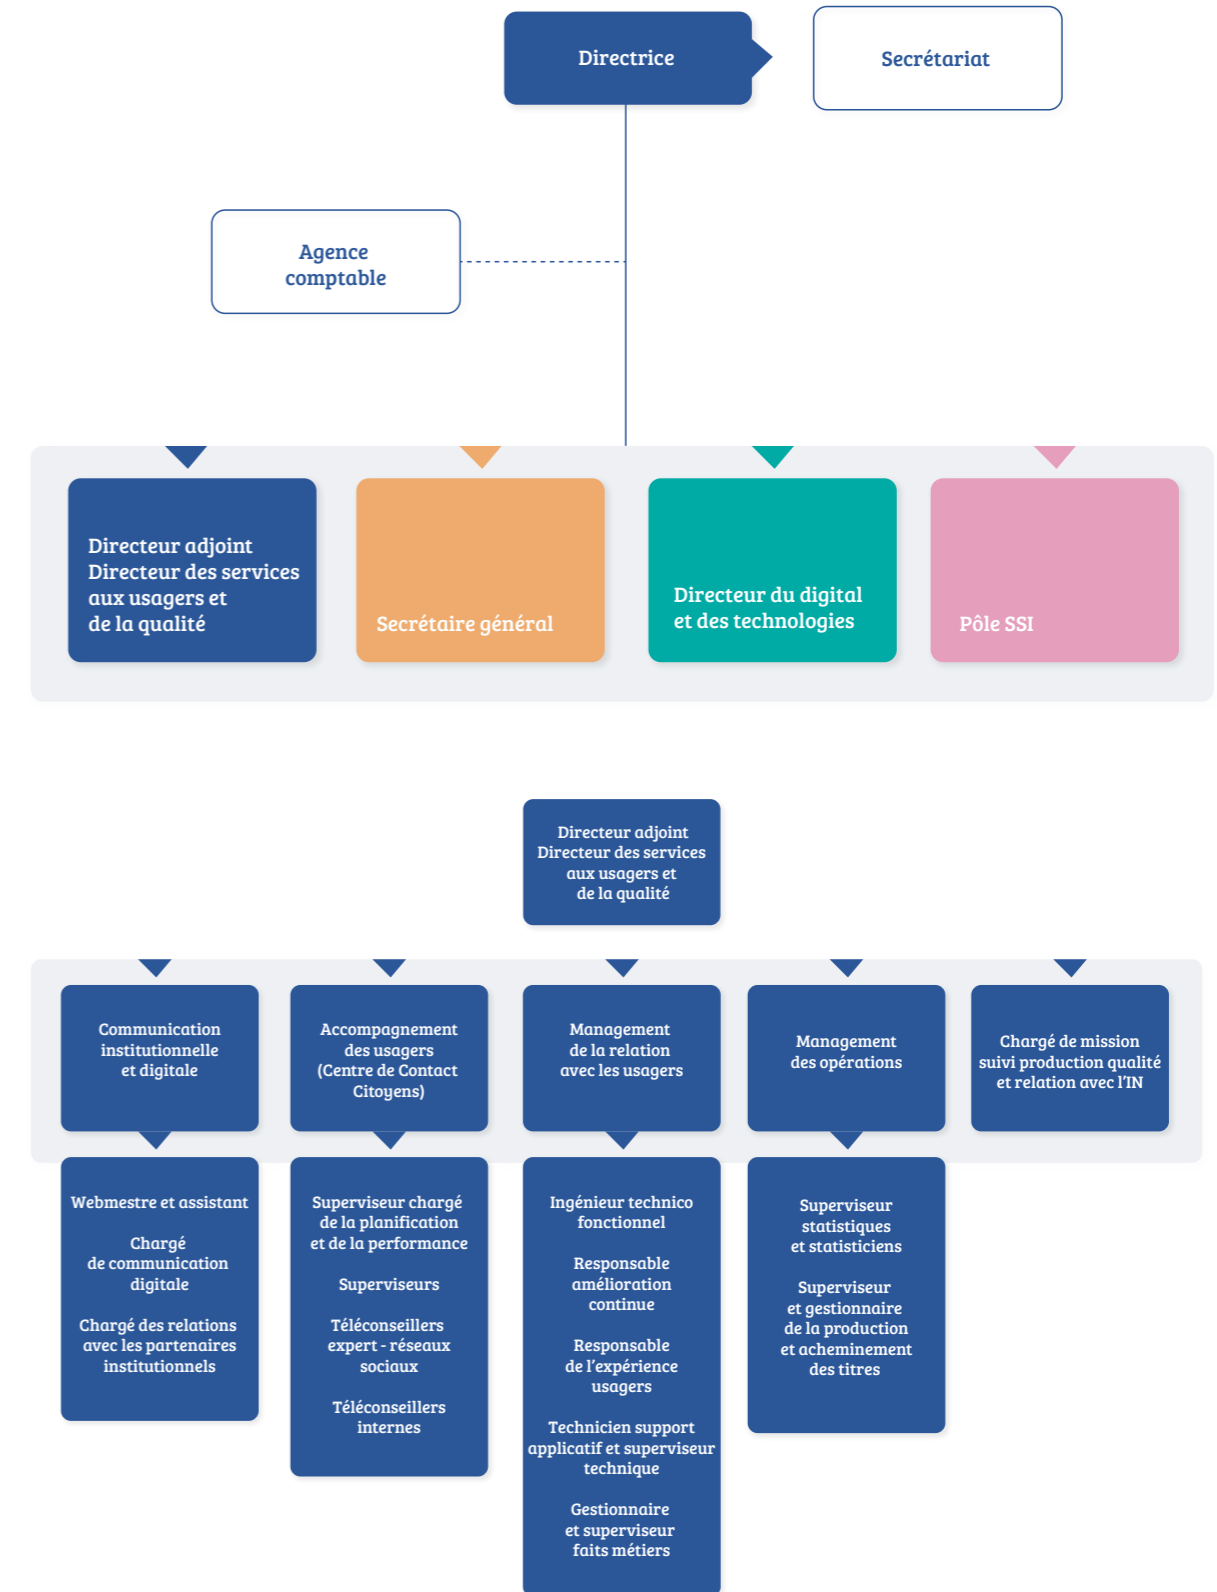 Directrice
Secrétariat
Agence
comptable
Directeur adjoint
Directeur des services
aux usagers et
de la qualité
Secrétaire général
Directeur du digital
et des technologies
Pôle SSI
Directeur adjoint
Directeur des services
aux usagers et
de la qualité
Communication
institutionnelle
et digitale
Accompagnement
des usagers
(Centre de Contact
Citoyens)
Management
de la relation
avec les usagers
Management
des opérations
Chargé de mission
suivi production qualité
et relation avec l'IN
Webmestre et assistant
Chargé
de communication
digitale
Chargé des relations
avec les partenaires
institutionnels
Superviseur chargé
de la planification
et de la performance
Superviseurs
Téléconseillers
expert - réseaux
sociaux
Téléconseillers
internes
Ingénieur technico
fonctionnel
Responsable
amélioration
continue
Responsable
de l'expérience
usagers
Technicien support
applicatif et superviseur
technique
Gestionnaire
et superviseur
faits métiers
Superviseur
statistiques
et statisticiens
Superviseur
et gestionnaire
de la production
et acheminement
des titres